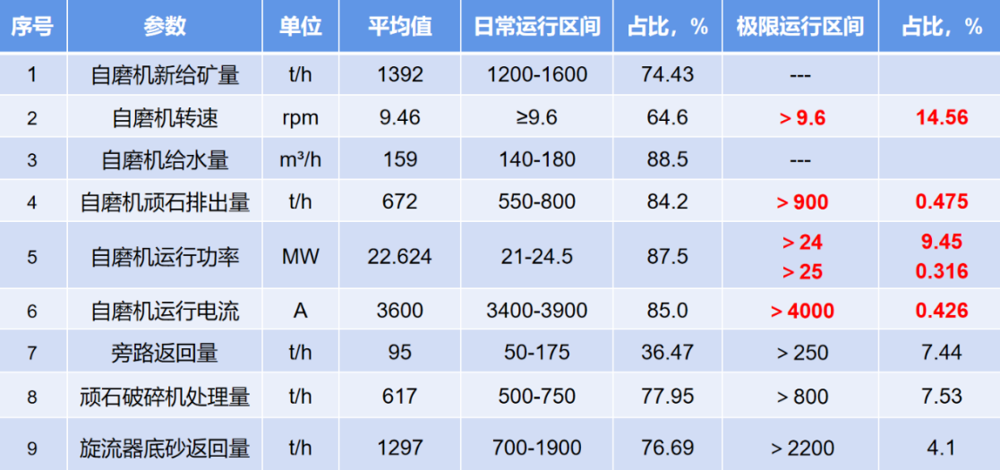 序号 参数 单位 平均值 日常运行区间 占比，% 极限运行区间 占比，%
1 自磨机新给矿量 t/h 1392 1200-1600 74.43 ---
2 自磨机转速 rpm 9.46 ≥9.6 64.6 ＞9.6 14.56
3 自磨机给水量 m³/h 159 140-180 88.5 ---
4 自磨机顽石排出量 t/h 672 550-800 84.2 ＞900 0.475
5 自磨机运行功率 MW 22.624 21-24.5 87.5 ＞24 9.45
＞25 0.316
6 自磨机运行电流 A 3600 3400-3900 85.0 ＞4000 0.426
7 旁路返回量 t/h 95 50-175 36.47 ＞250 7.44
8 顽石破碎机处理量 t/h 617 500-750 77.95 ＞800 7.53
9 旋流器底砂返回量 t/h 1297 700-1900 76.69 ＞2200 4.1